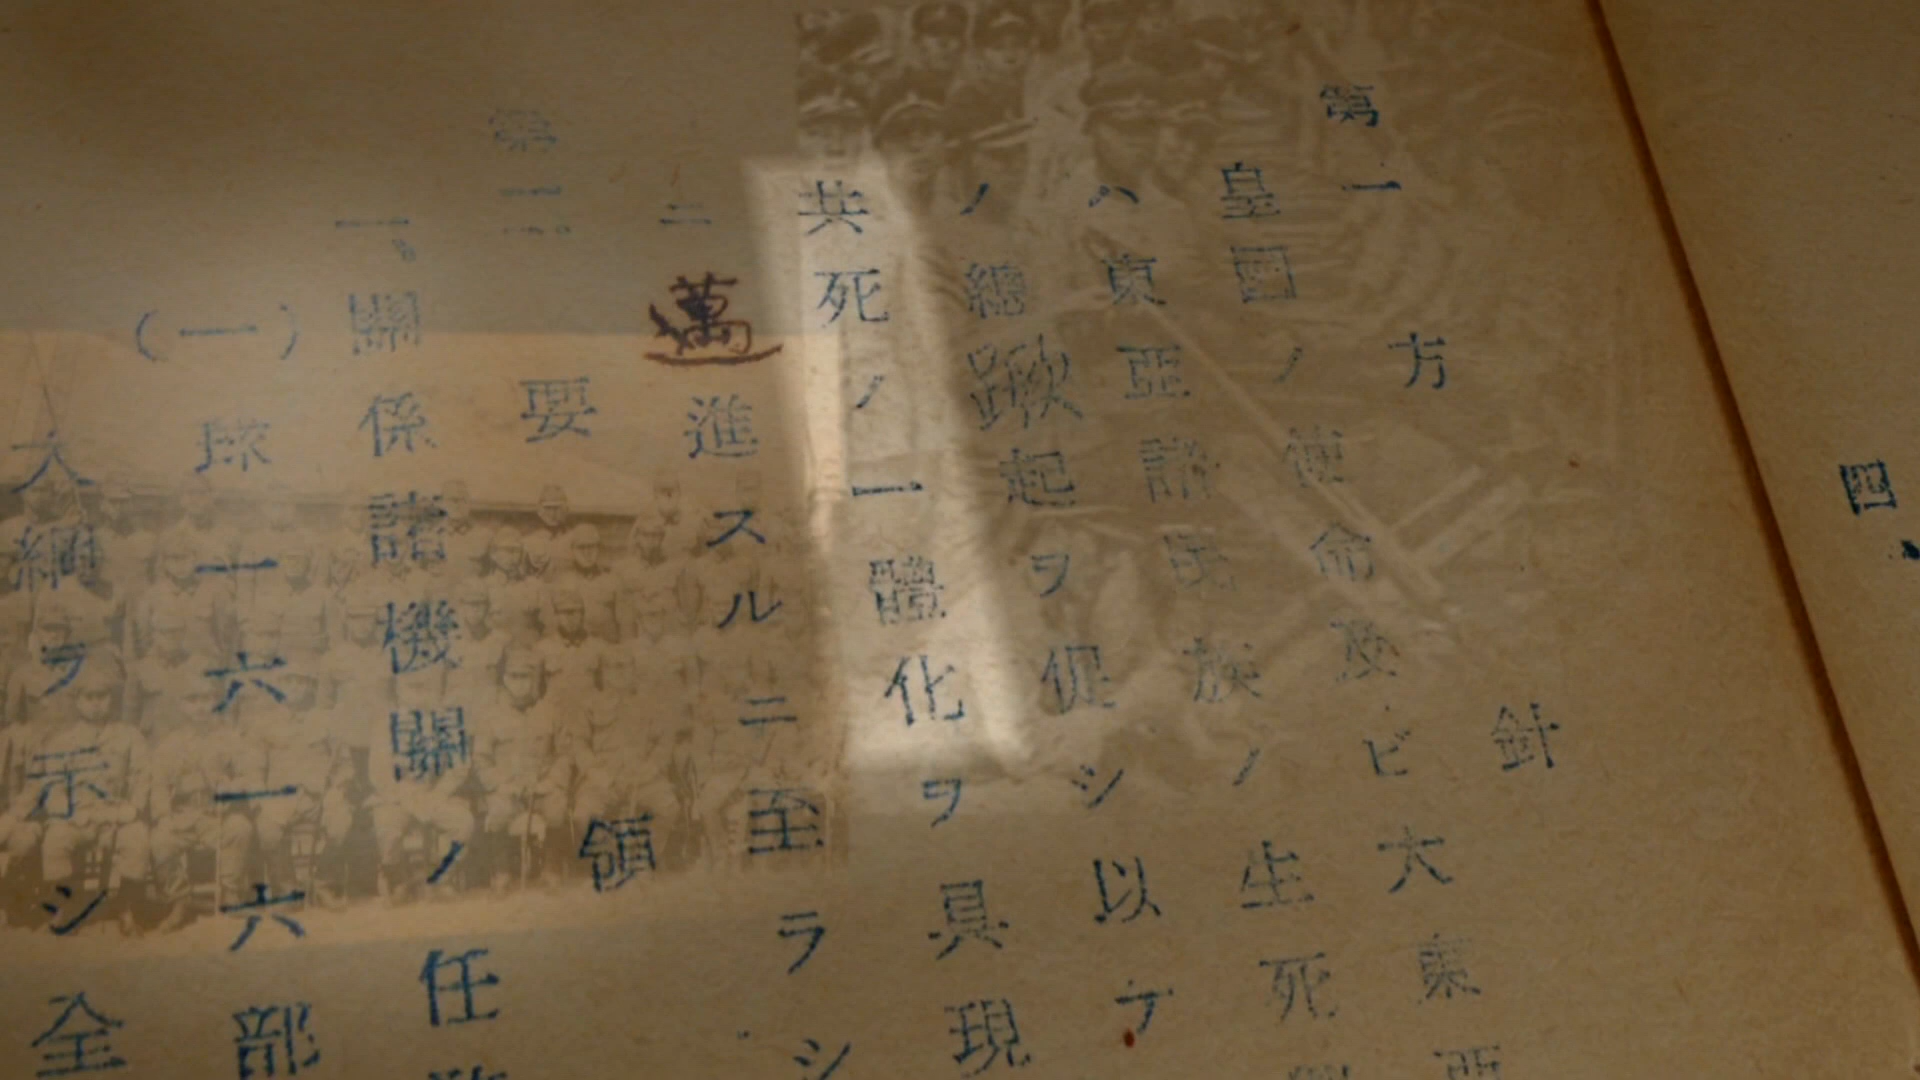 四、
第一 方 針
皇國ノ使命及ビ大東
ハ東亞諸民族ノ生死
ノ總蹶起ヲ促シ以テ
共死ノ一體化ヲ具現
ニ邁進スルニ至ラシ
第二 要 領
一、關係諸機關ノ任
(一)球一六一六部
大綱ヲ示シ全